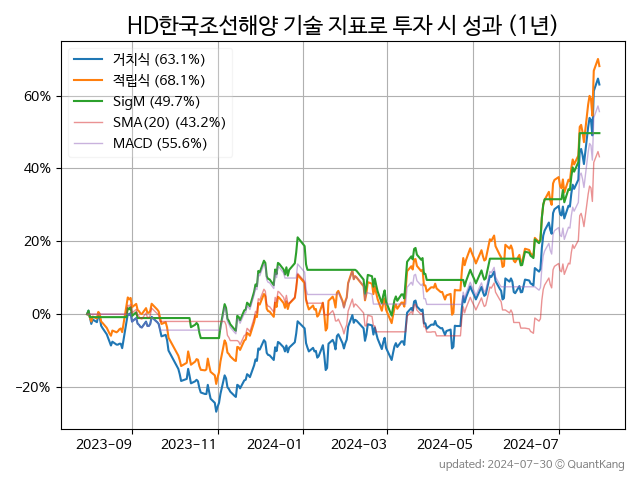 HD한국조선해양 기술 지표로 투자 시 성과 (1년)
거치식 (63.1%)
적립식 (68.1%)
SigM (49.7%)
SMA(20) (43.2%)
MACD (55.6%)
60%
40%
20%
0%
−20%
2023-09 2023-11 2024-01 2024-03 2024-05 2024-07
updated: 2024-07-30 © QuantKang